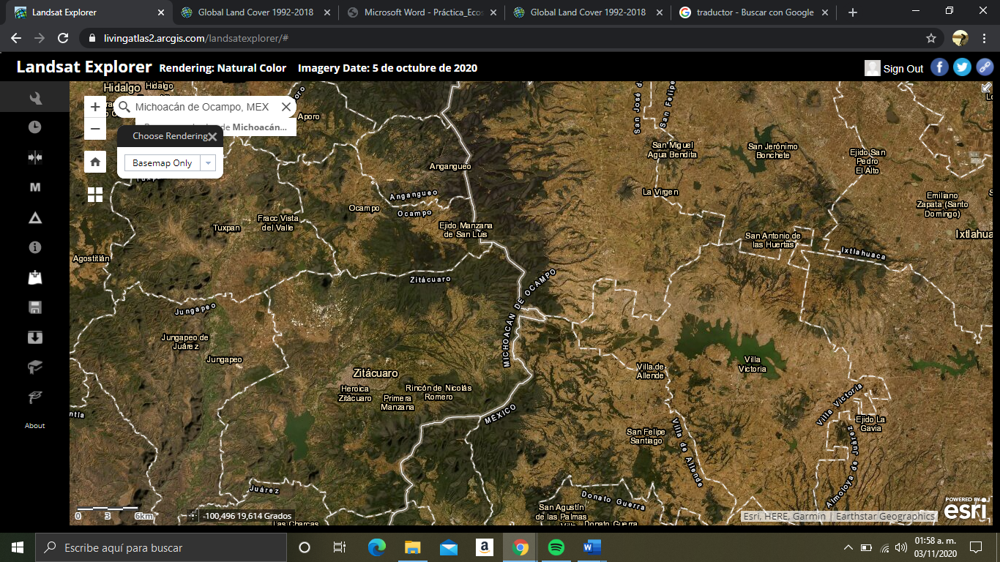 Landsat Explorer
Global Land Cover 1992-2018
Microsoft Word - Práctica_Ecos
Global Land Cover 1992-2018
traductor - Buscar con Google
livingatlas2.arcgis.com/landsatexplorer/#
Landsat Explorer
Rendering: Natural Color
Imagery Date: 5 de octubre de 2020
Sign Out
M
About
+
−
Michoacán de Ocampo, MEX
de Michoacán...
Choose Rendering
Basemap Only
Hidalgo
Hidalgo
Aporo
San José d
San Felipe
San Miguel
Agua Bendita
San Jerónimo
Bonchete
Ejido San
Pedro
El Alto
Angangueo
Angangueo
Ocampo
Ocampo
La Virgen
Emiliano
Zapata (Santo
Domingo)
Tuxpan
Fracc Vista
del Valle
Ejido Manzana
de San Luis
San Antonio de
las Huertas
Ixtlahua
Ixtlahuaca
Agostitlán
Zitácuaro
MICHOACÁN DE OCAMPO
Jungapeo
Jungapeo de
Juárez
Jungapeo
Zitácuaro
Heroica
Zitácuaro
Primera
Manzana
Rincón de Nicolás
Romero
Villa de
Allende
Villa
Victoria
Villa Victoria
MÉXICO
Ejido La
Gavia
San Felipe
Santiago
Villa de Allende
Almoloya de Juárez
Juárez
Donato Guerra
San Agustín
de las Palmas
Donato Guerra
Las Charcas
0 3 6km
-100,496 19,614 Grados
Esri, HERE, Garmin | Earthstar Geographics
POWERED BY
esri
Escribe aquí para buscar
01:58 a. m.
03/11/2020